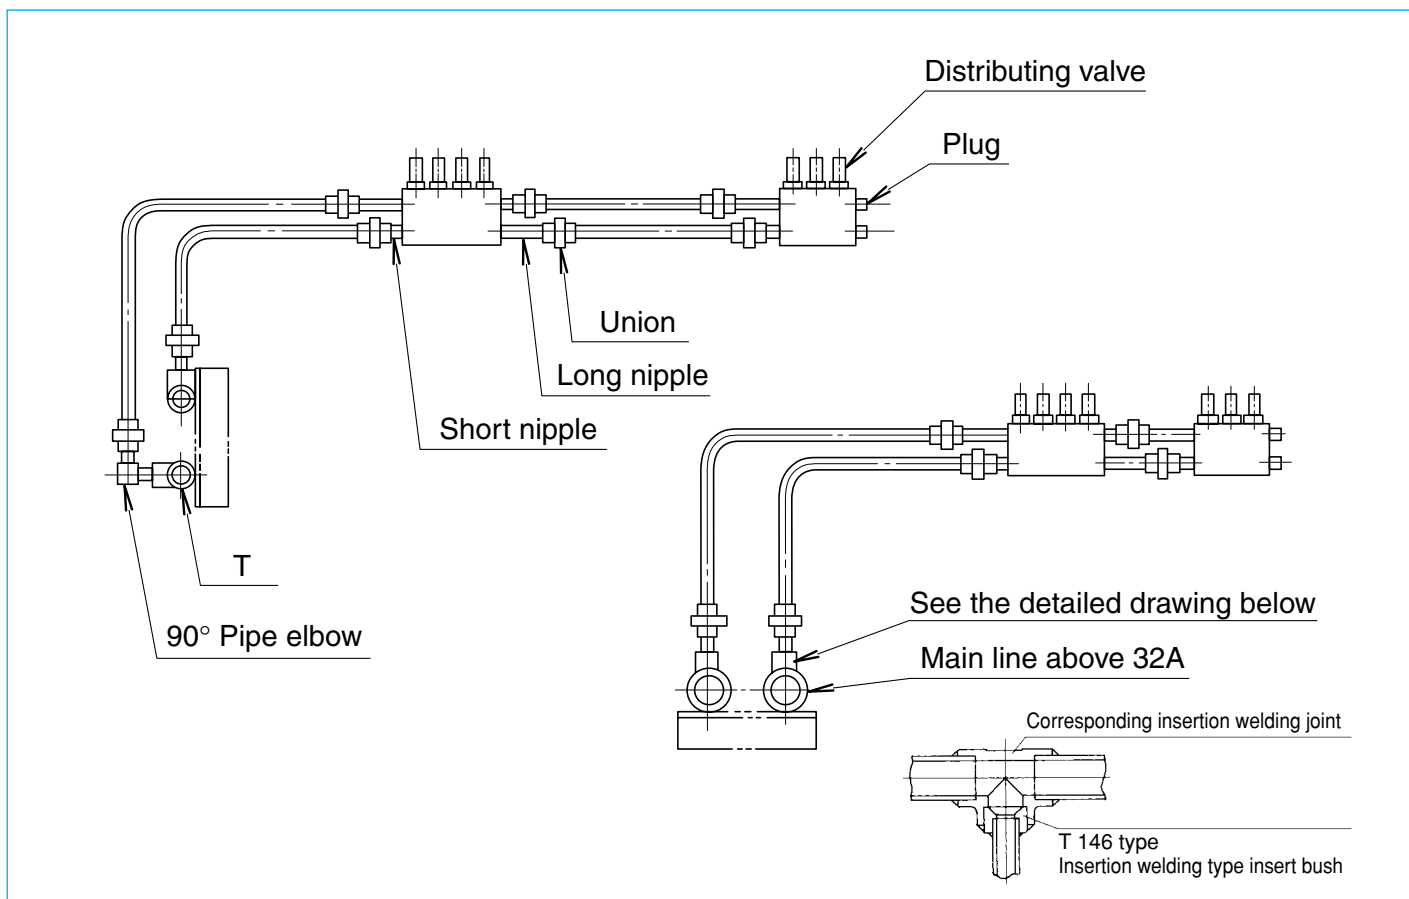 Distributing valve
Plug
Union
Long nipple
Short nipple
T
90° Pipe elbow
See the detailed drawing below
Main line above 32A
Corresponding insertion welding joint
T 146 type
Insertion welding type insert bush